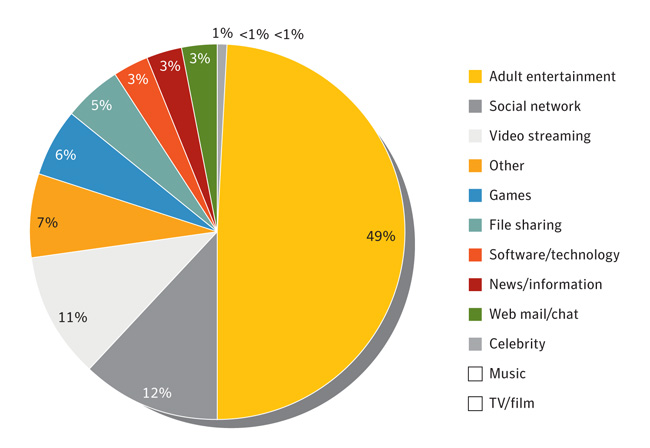 1% <1% <1%
3%
3%
3%
5%
6%
7%
11%
12%
49%
Adult entertainment
Social network
Video streaming
Other
Games
File sharing
Software/technology
News/information
Web mail/chat
Celebrity
Music
TV/film